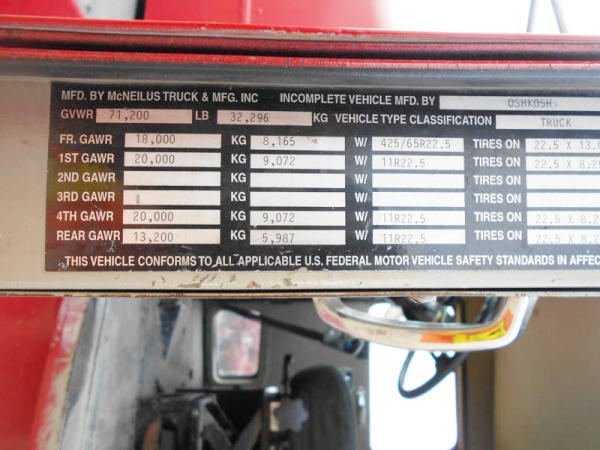 MFD. BY McNEILUS TRUCK & MFG. INC INCOMPLETE VEHICLE MFD. BY OSHKOSH
GVWR 71,200 LB 32,296 KG VEHICLE TYPE CLASSIFICATION TRUCK
FR. GAWR 18,000 KG 8,165 W/ 425/65R22.5 TIRES ON 22.5 X 13.0
1ST GAWR 20,000 KG 9,072 W/ 11R22.5 TIRES ON 22.5 X 8.25
2ND GAWR KG W/ TIRES ON
3RD GAWR KG W/ TIRES ON
4TH GAWR 20,000 KG 9,072 W/ 11R22.5 TIRES ON 22.5 X 8.2
REAR GAWR 13,200 KG 5,987 W/ 11R22.5 TIRES ON 22.5 X 8.2
THIS VEHICLE CONFORMS TO ALL APPLICABLE U.S. FEDERAL MOTOR VEHICLE SAFETY STANDARDS IN AFFEC